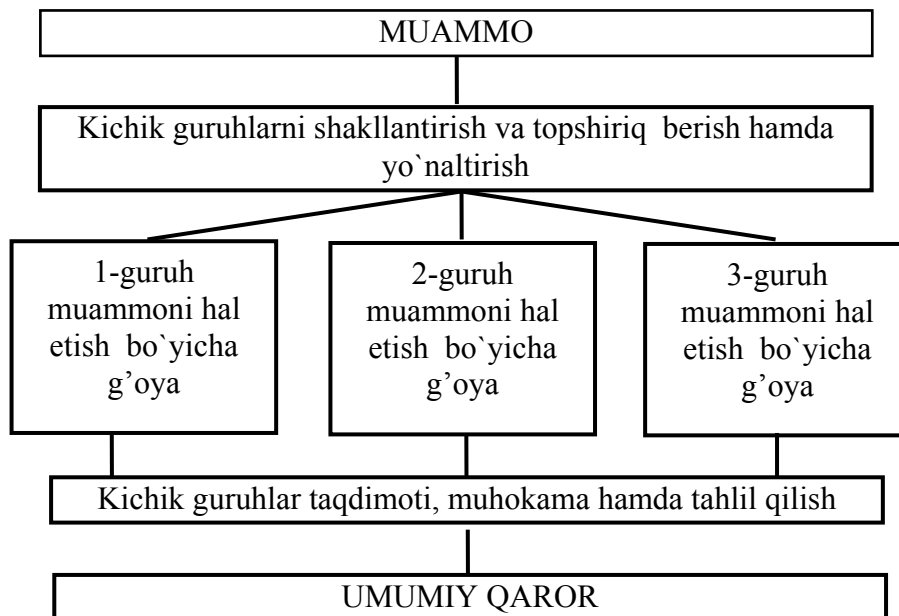 MUAMMO
Kichik guruhlarni shakllantirish va topshiriq berish hamda
yo`naltirish
1-guruh
muammoni hal
etish bo`yicha
g’oya
2-guruh
muammoni hal
etish bo`yicha
g’oya
3-guruh
muammoni hal
etish bo`yicha
g’oya
Kichik guruhlar taqdimoti, muhokama hamda tahlil qilish
UMUMIY QAROR